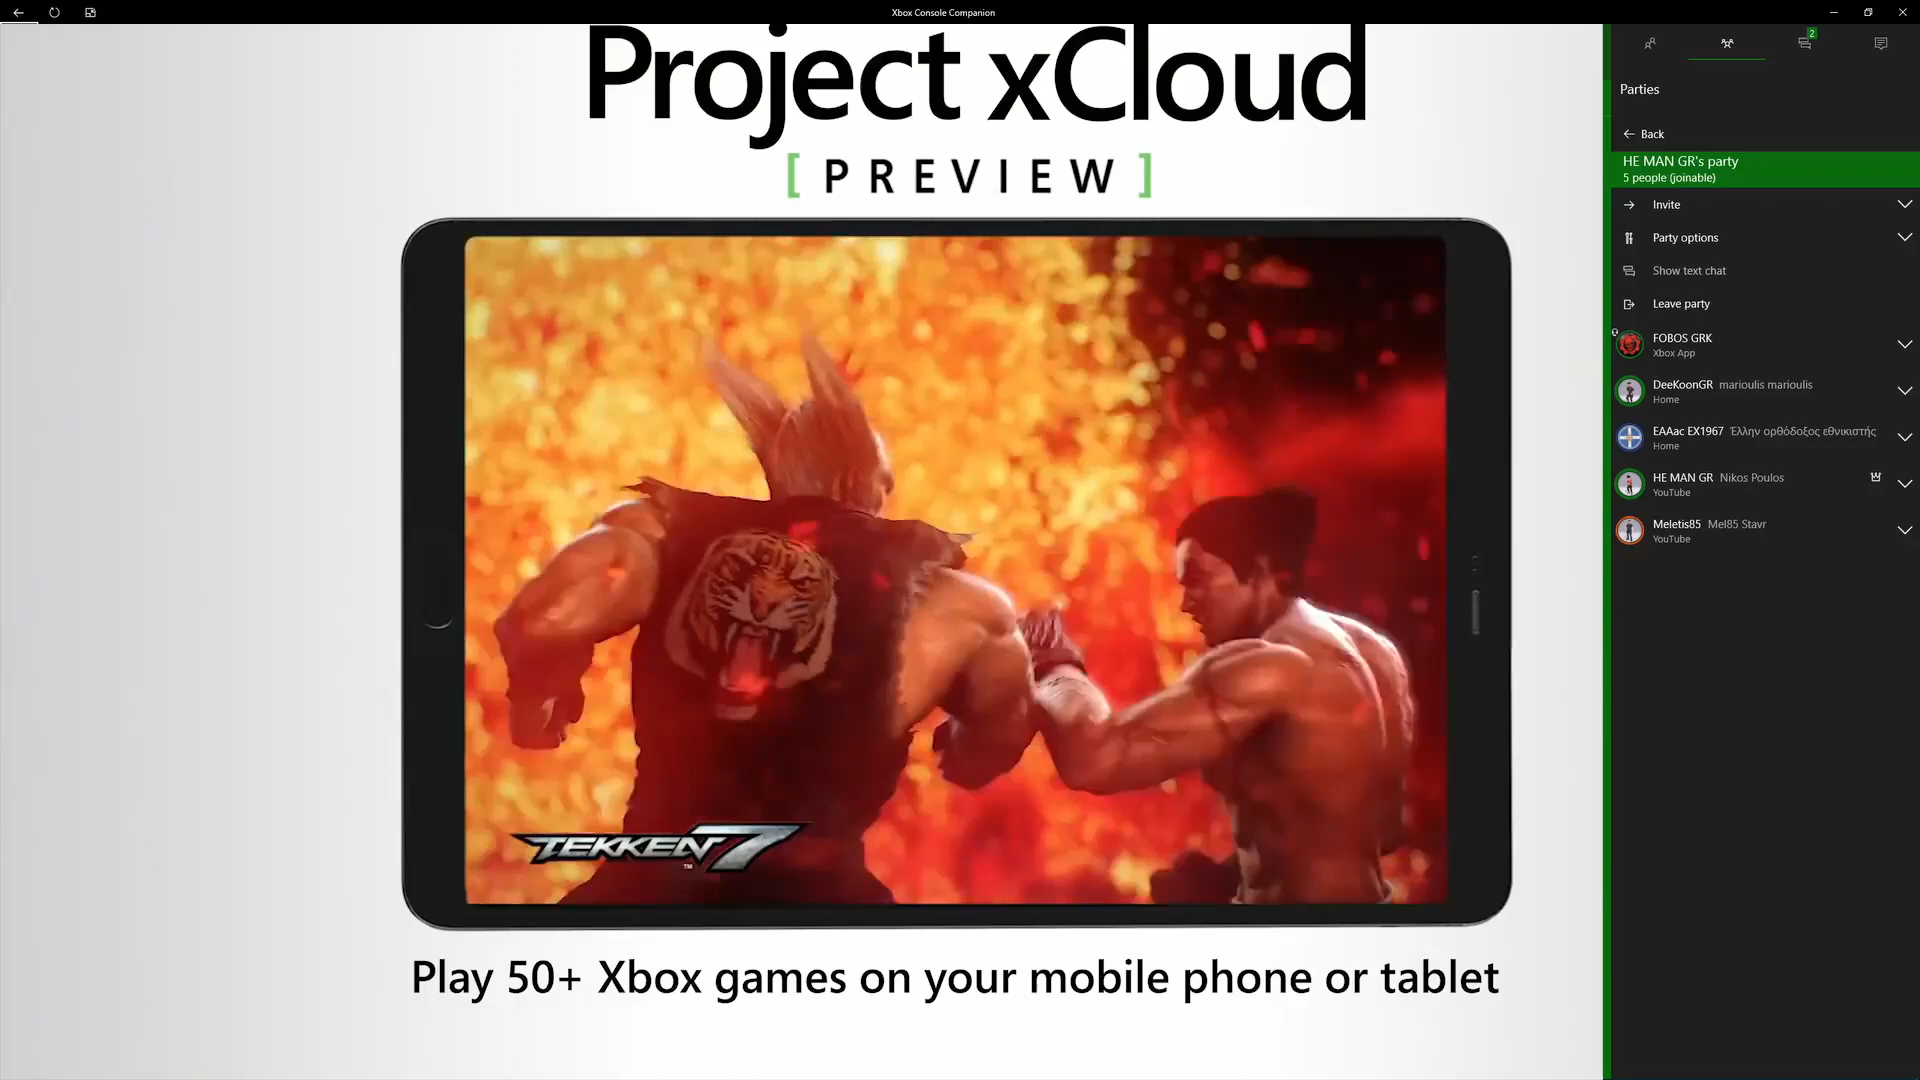 Xbox Console Companion
Project xCloud
[ PREVIEW ]
TEKKEN 7
™
Play 50+ Xbox games on your mobile phone or tablet
2
Parties
Back
HE MAN GR's party
5 people (joinable)
Invite
Party options
Show text chat
Leave party
FOBOS GRK
Xbox App
DeeKoonGR marioulis marioulis
Home
EAAac EX1967 Έλλην ορθόδοξος εθνικιστής
Home
HE MAN GR Nikos Poulos
YouTube
Meletis85 Mel85 Stavr
YouTube